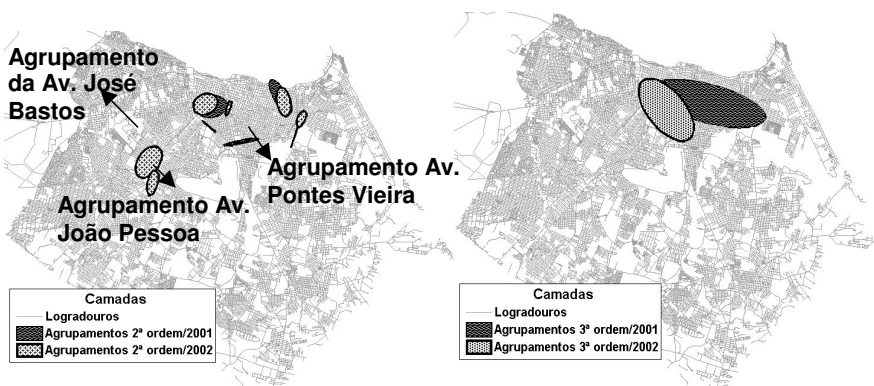 Agrupamento
da Av. José
Bastos
Agrupamento Av.
Pontes Vieira
Agrupamento Av.
João Pessoa
Camadas
Logradouros
Agrupamentos 2ª ordem/2001
Agrupamentos 2ª ordem/2002
Camadas
Logradouros
Agrupamentos 3ª ordem/2001
Agrupamentos 3ª ordem/2002